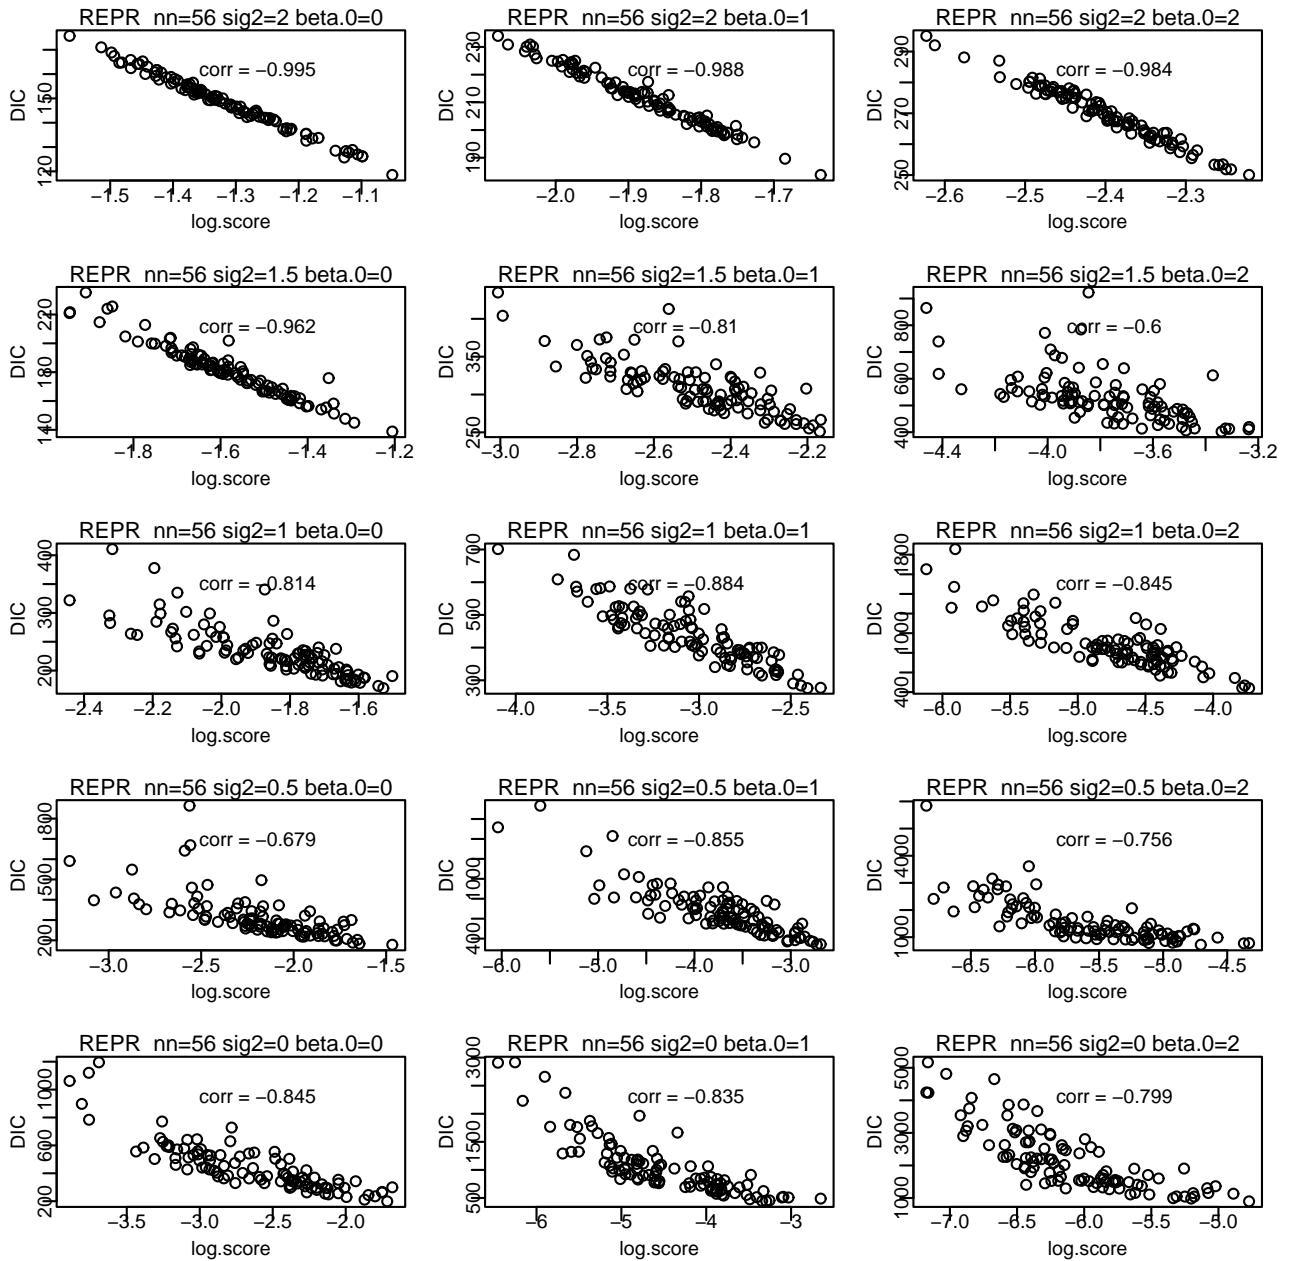 REPR nn=56 sig2=2 beta.0=0
corr = −0.995
DIC
120 150
−1.5 −1.4 −1.3 −1.2 −1.1
log.score
REPR nn=56 sig2=2 beta.0=1
corr = −0.988
DIC
190 210 230
−2.0 −1.9 −1.8 −1.7
log.score
REPR nn=56 sig2=2 beta.0=2
corr = −0.984
DIC
250 270 290
−2.6 −2.5 −2.4 −2.3
log.score
REPR nn=56 sig2=1.5 beta.0=0
corr = −0.962
DIC
140 180 220
−1.8 −1.6 −1.4 −1.2
log.score
REPR nn=56 sig2=1.5 beta.0=1
corr = −0.81
DIC
250 350
−3.0 −2.8 −2.6 −2.4 −2.2
log.score
REPR nn=56 sig2=1.5 beta.0=2
corr = −0.6
DIC
400 600 800
−4.4 −4.0 −3.6 −3.2
log.score
REPR nn=56 sig2=1 beta.0=0
corr = −0.814
DIC
200 300 400
−2.4 −2.2 −2.0 −1.8 −1.6
log.score
REPR nn=56 sig2=1 beta.0=1
corr = −0.884
DIC
300 500 700
−4.0 −3.5 −3.0 −2.5
log.score
REPR nn=56 sig2=1 beta.0=2
corr = −0.845
DIC
400 1000 1800
−6.0 −5.5 −5.0 −4.5 −4.0
log.score
REPR nn=56 sig2=0.5 beta.0=0
corr = −0.679
DIC
200 500 800
−3.0 −2.5 −2.0 −1.5
log.score
REPR nn=56 sig2=0.5 beta.0=1
corr = −0.855
DIC
400 1000
−6.0 −5.0 −4.0 −3.0
log.score
REPR nn=56 sig2=0.5 beta.0=2
corr = −0.756
DIC
1000 4000
−6.5 −6.0 −5.5 −5.0 −4.5
log.score
REPR nn=56 sig2=0 beta.0=0
corr = −0.845
DIC
200 600 1000
−3.5 −3.0 −2.5 −2.0
log.score
REPR nn=56 sig2=0 beta.0=1
corr = −0.835
DIC
500 1500 3000
−6 −5 −4 −3
log.score
REPR nn=56 sig2=0 beta.0=2
corr = −0.799
DIC
1000 3000 5000
−7.0 −6.5 −6.0 −5.5 −5.0
log.score